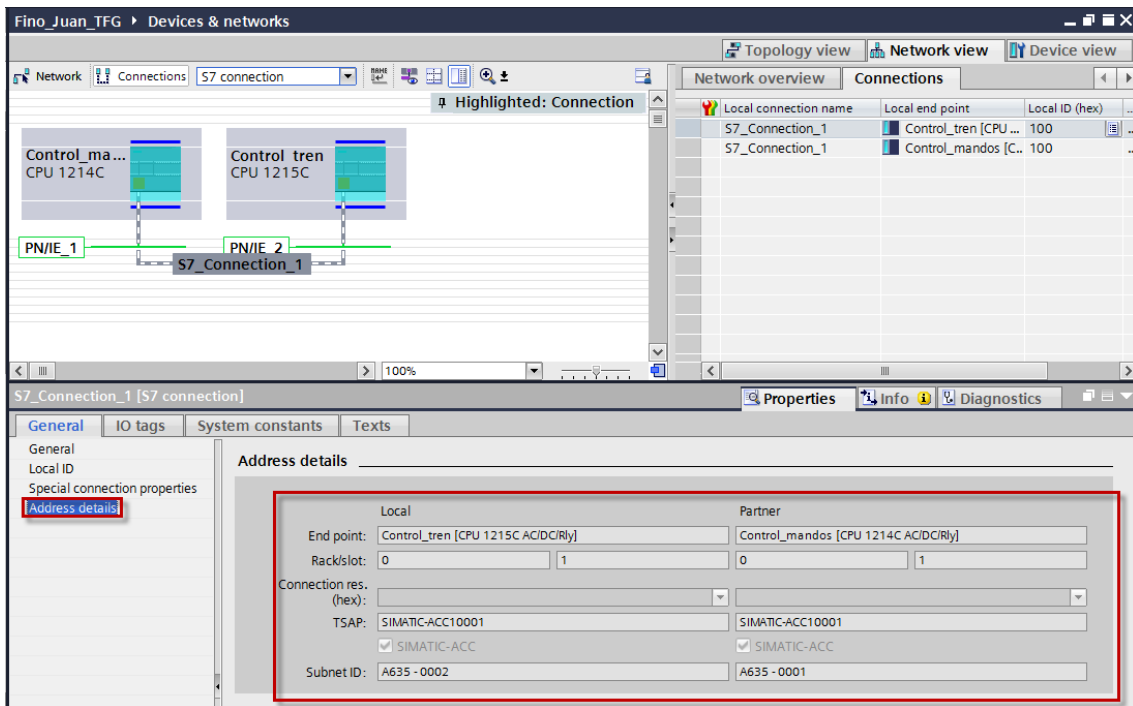 Fino_Juan_TFG ▸ Devices & networks
Topology view Network view Device view
Network Connections S7 connection
Network overview Connections
Highlighted: Connection
Local connection name Local end point Local ID (hex) ...
S7_Connection_1 Control_tren [CPU ... 100
S7_Connection_1 Control_mandos [C.. 100
Control_ma...
CPU 1214C
Control tren
CPU 1215C
PN/IE_1
PN/IE_2
S7_Connection_1
100%
S7_Connection_1 [S7 connection]
Properties Info Diagnostics
General IO tags System constants Texts
General
Local ID
Special connection properties
Address details
Address details
Local Partner
End point: Control_tren [CPU 1215C AC/DC/Rly] Control_mandos [CPU 1214C AC/DC/Rly]
Rack/slot: 0 1 0 1
Connection res.
(hex):
TSAP: SIMATIC-ACC10001 SIMATIC-ACC10001
SIMATIC-ACC SIMATIC-ACC
Subnet ID: A635 - 0002 A635 - 0001